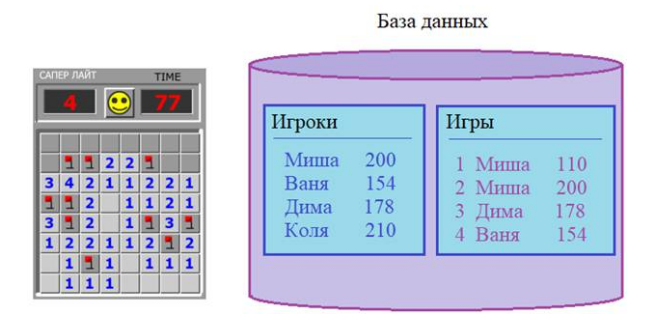 База данных
САПЕР ЛАЙТ TIME
4 77
2 2
3 4 2 1 1 2 2 1
2 1 1 2 1
3 2 1 3
1 2 2 1 1 2 2
1 1 1 1 1
1 1 1
Игроки
Миша 200
Ваня 154
Дима 178
Коля 210
Игры
1 Миша 110
2 Миша 200
3 Дима 178
4 Ваня 154